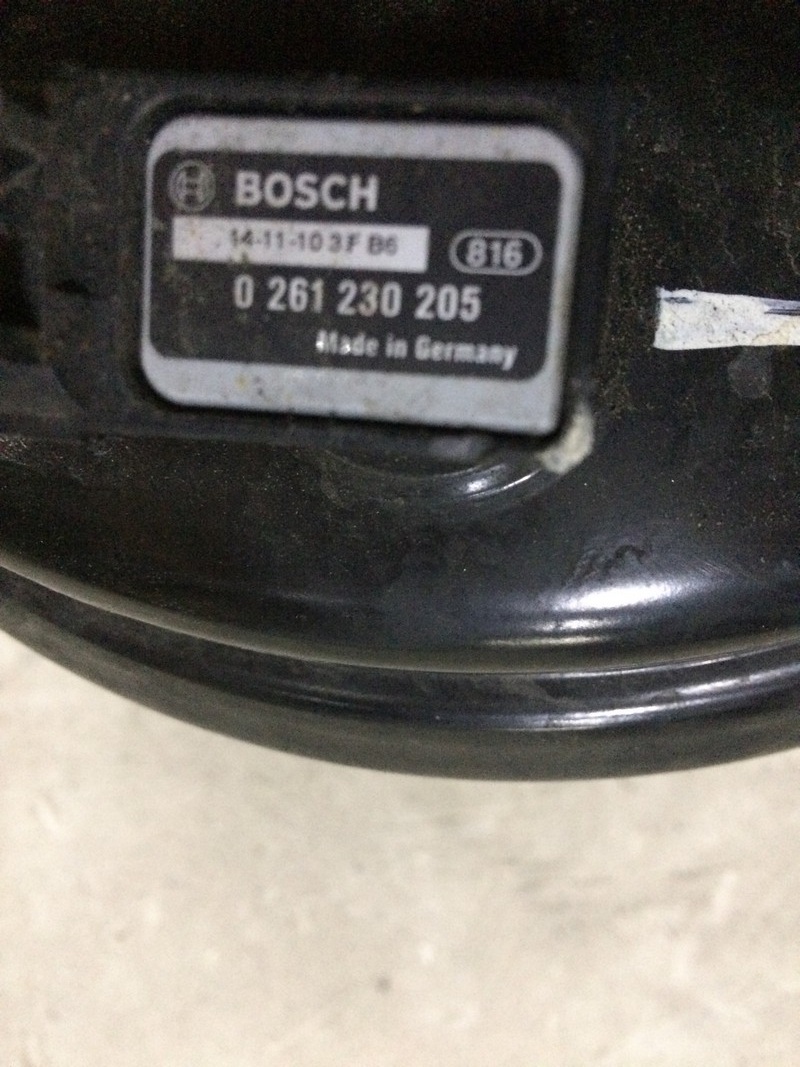 BOSCH
14-11-10 3F B6
816
0 261 230 205
Made in Germany